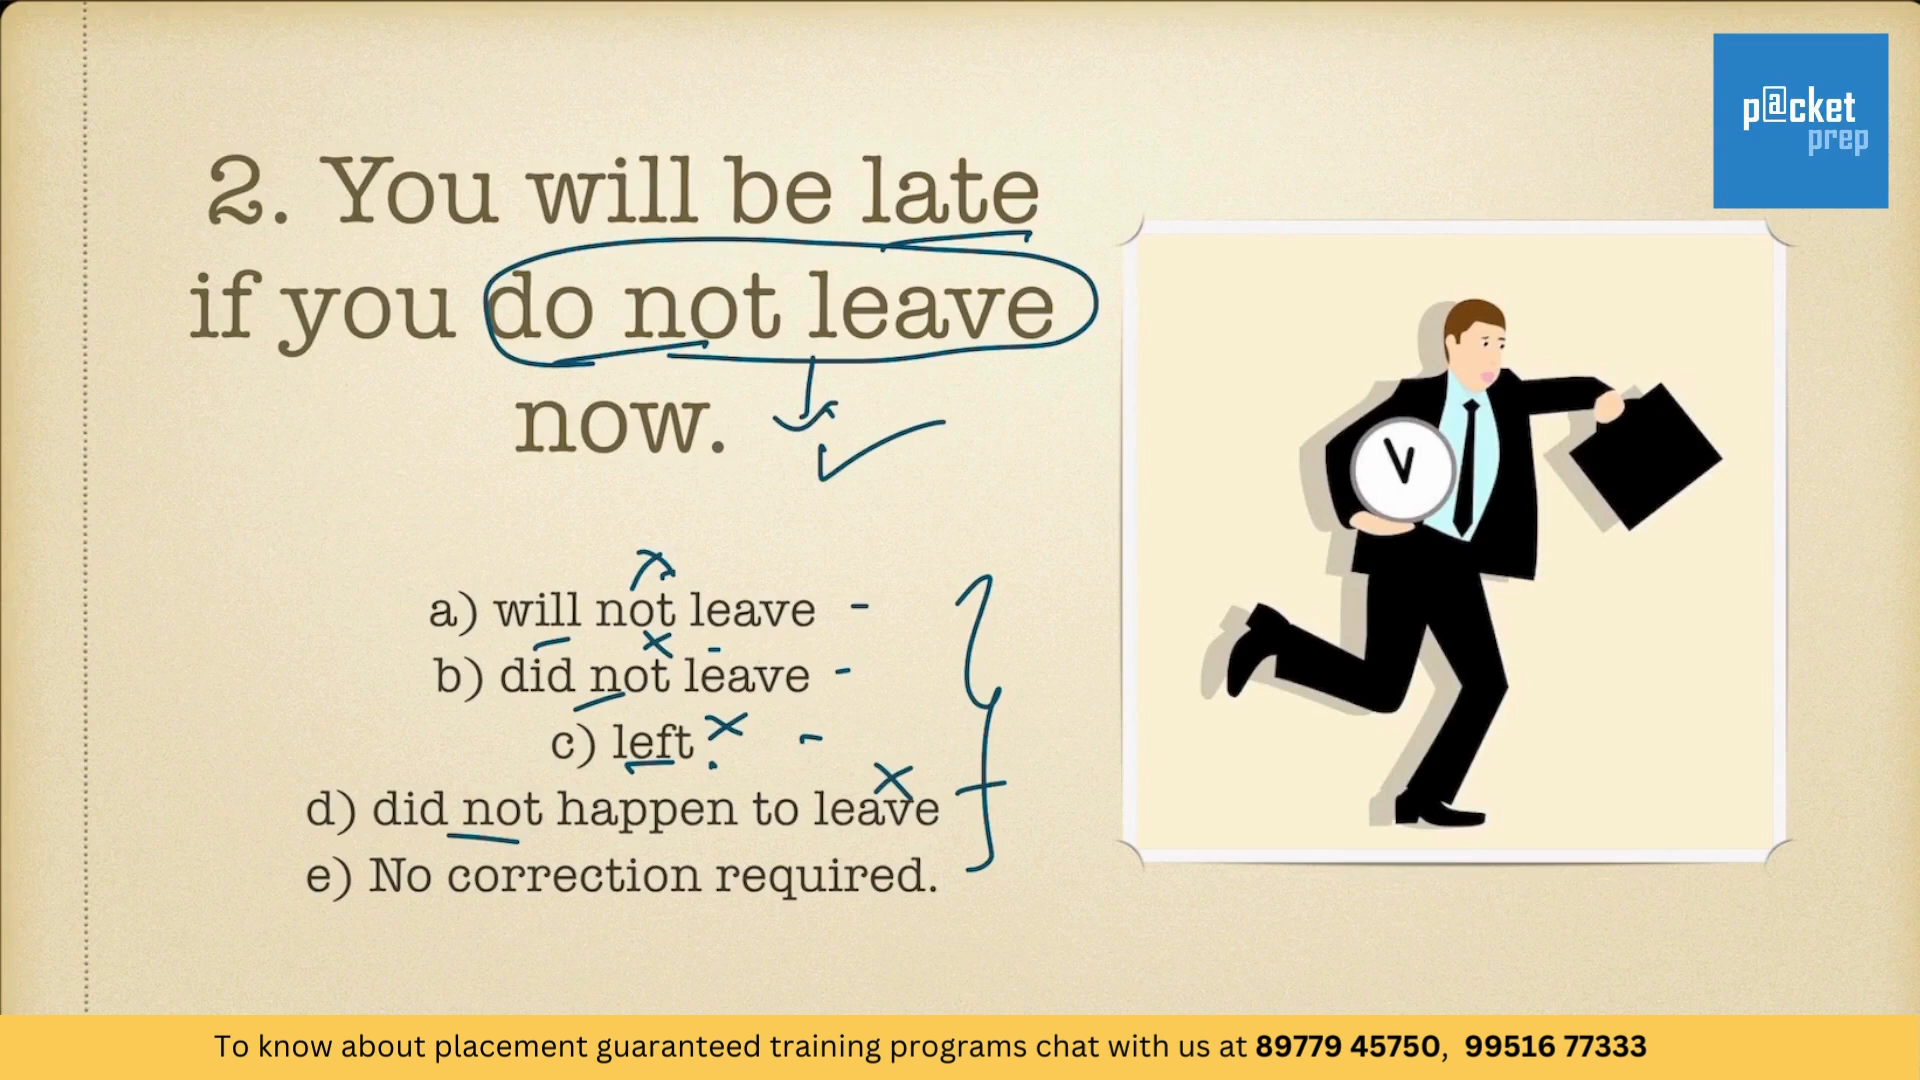 p@cket
prep
2. You will be late
if you do not leave
now.
a) will not leave
b) did not leave
c) left
d) did not happen to leave
e) No correction required.
To know about placement guaranteed training programs chat with us at 89779 45750, 99516 77333